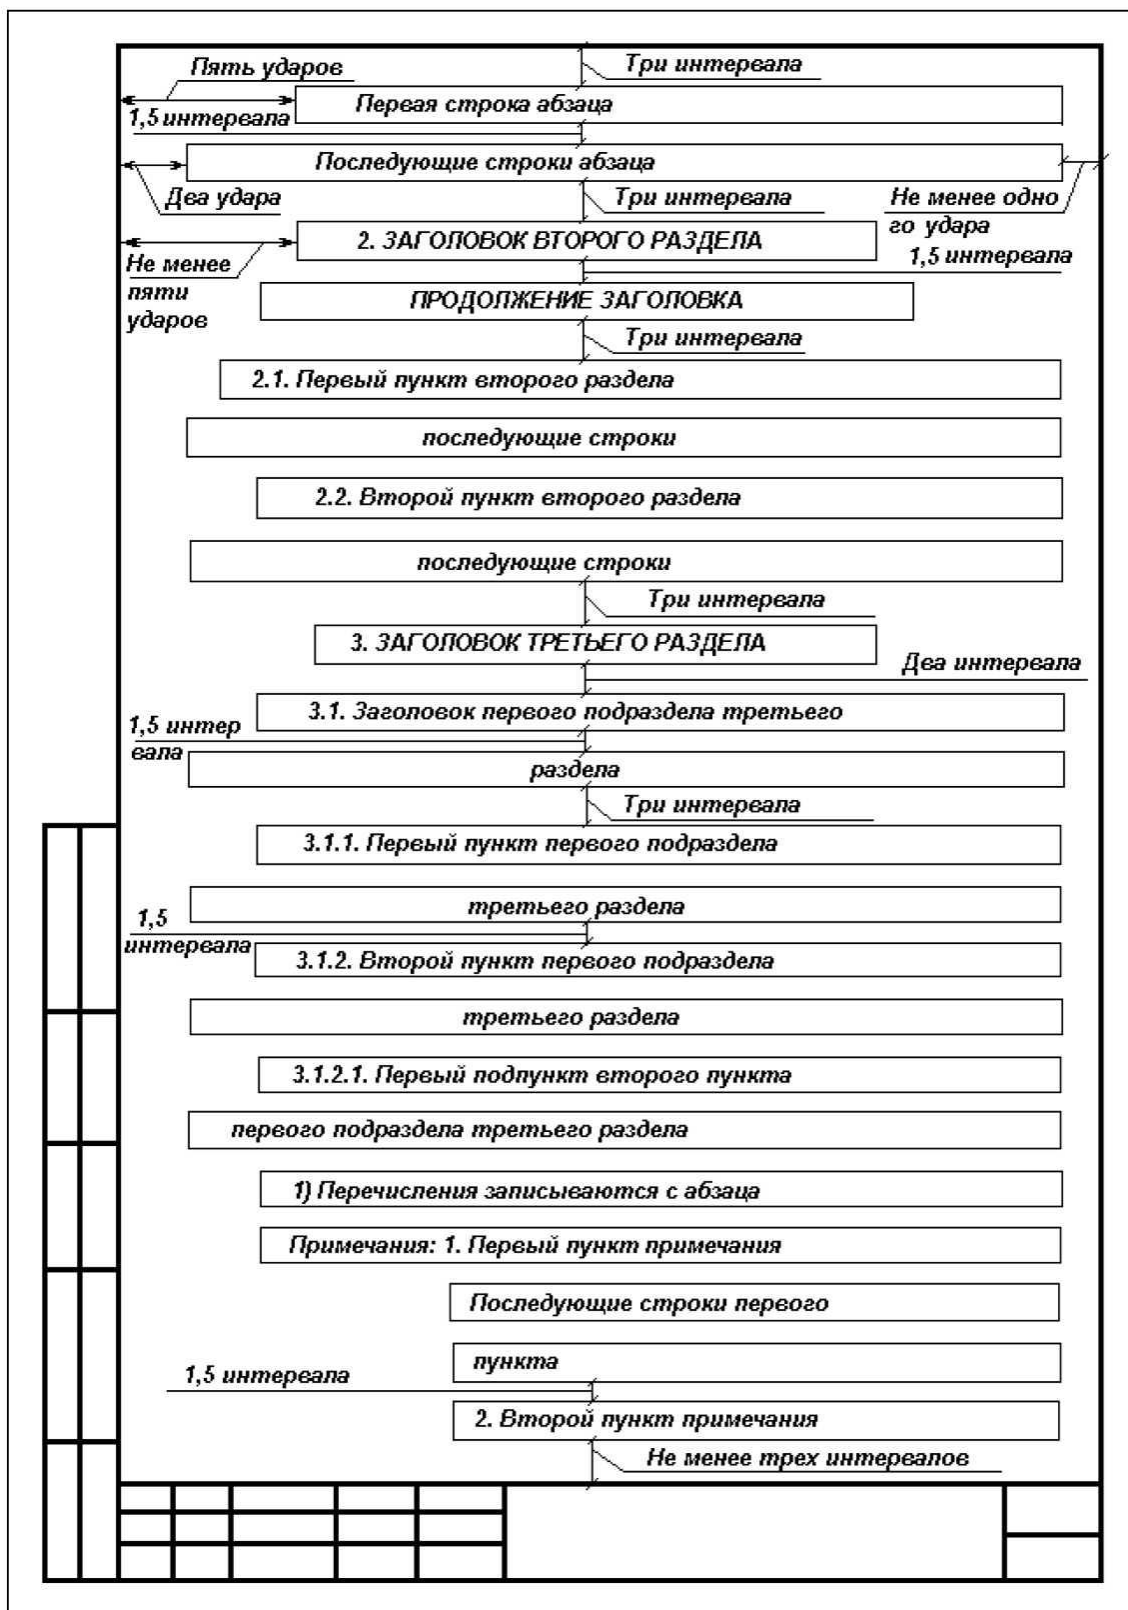 Пять ударов
Три интервала
Первая строка абзаца
1,5 интервала
Последующие строки абзаца
Два удара
Три интервала
Не менее одно
го удара
2. ЗАГОЛОВОК ВТОРОГО РАЗДЕЛА
1,5 интервала
Не менее
пяти
ударов
ПРОДОЛЖЕНИЕ ЗАГОЛОВКА
Три интервала
2.1. Первый пункт второго раздела
последующие строки
2.2. Второй пункт второго раздела
последующие строки
Три интервала
3. ЗАГОЛОВОК ТРЕТЬЕГО РАЗДЕЛА
Два интервала
3.1. Заголовок первого подраздела третьего
1,5 интер
вала
раздела
Три интервала
3.1.1. Первый пункт первого подраздела
третьего раздела
1,5
интервала
3.1.2. Второй пункт первого подраздела
третьего раздела
3.1.2.1. Первый подпункт второго пункта
первого подраздела третьего раздела
1) Перечисления записываются с абзаца
Примечания: 1. Первый пункт примечания
Последующие строки первого
пункта
1,5 интервала
2. Второй пункт примечания
Не менее трех интервалов